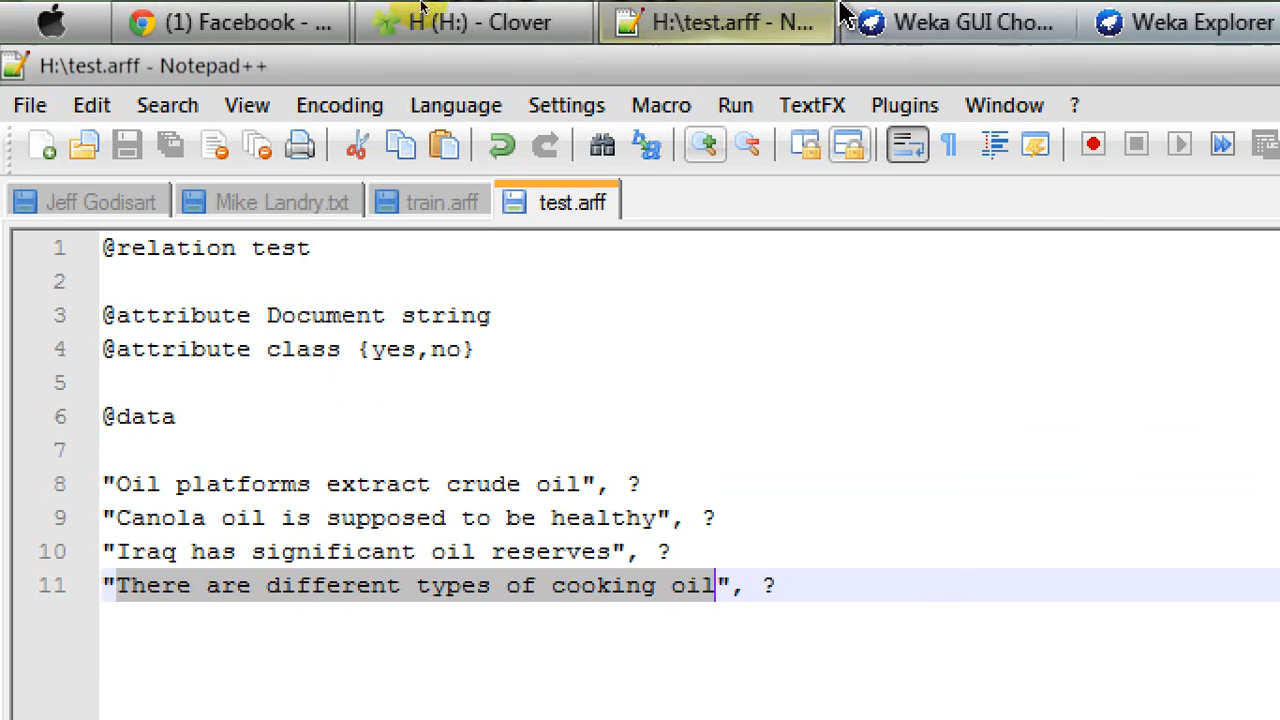 (1) Facebook - ... H (H:) - Clover H:\test.arff - N... Weka GUI Cho... Weka Explorer
H:\test.arff - Notepad++
File Edit Search View Encoding Language Settings Macro Run TextFX Plugins Window ?
Jeff Godisart Mike Landry.txt train.arff test.arff
1 @relation test
2
3 @attribute Document string
4 @attribute class {yes,no}
5
6 @data
7
8 "Oil platforms extract crude oil", ?
9 "Canola oil is supposed to be healthy", ?
10 "Iraq has significant oil reserves", ?
11 "There are different types of cooking oil", ?